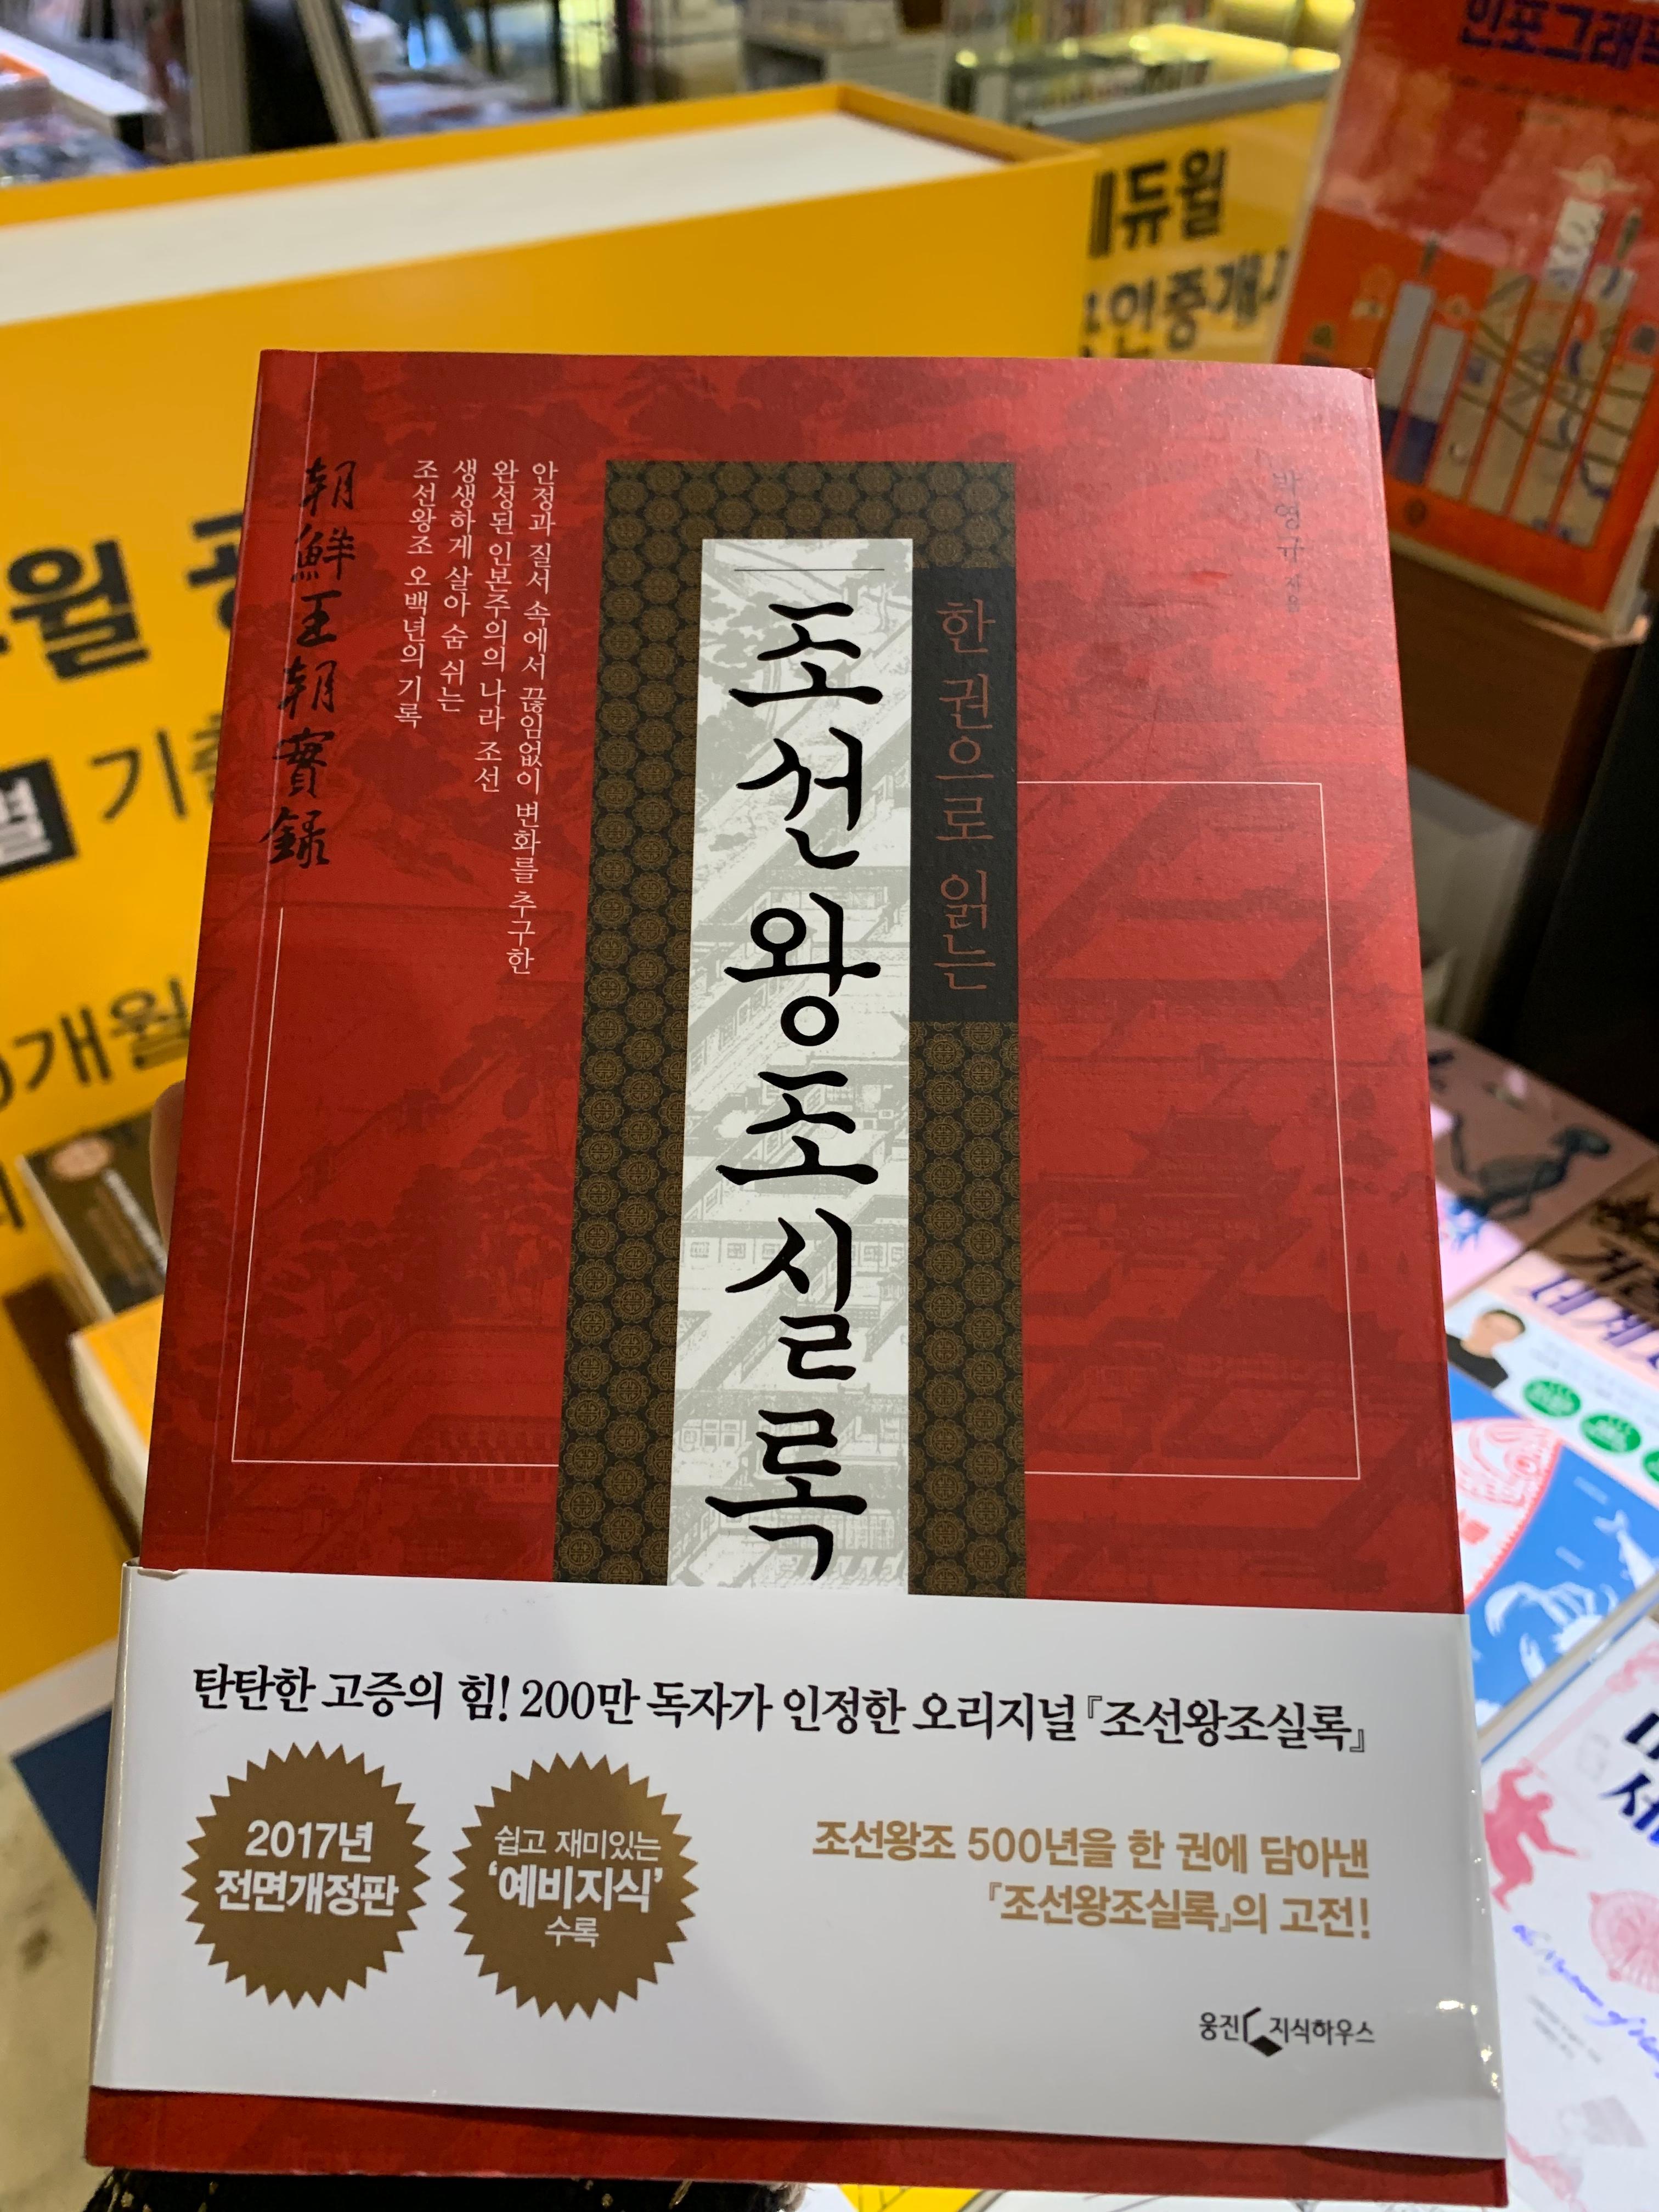 박영규 지음
한 권으로 읽는
조선왕조실록
안정과 질서 속에서 끊임없이 변화를 추구한
완성된 인본주의의 나라 조선
생생하게 살아 숨 쉬는
조선왕조 오백년의 기록
朝鮮王朝實錄
탄탄한 고증의 힘! 200만 독자가 인정한 오리지널 『조선왕조실록』
2017년
전면개정판
쉽고 재미있는
‘예비지식’
수록
조선왕조 500년을 한 권에 담아낸
『조선왕조실록』의 고전!
웅진 지식하우스
인포그래픽
에듀월
개월